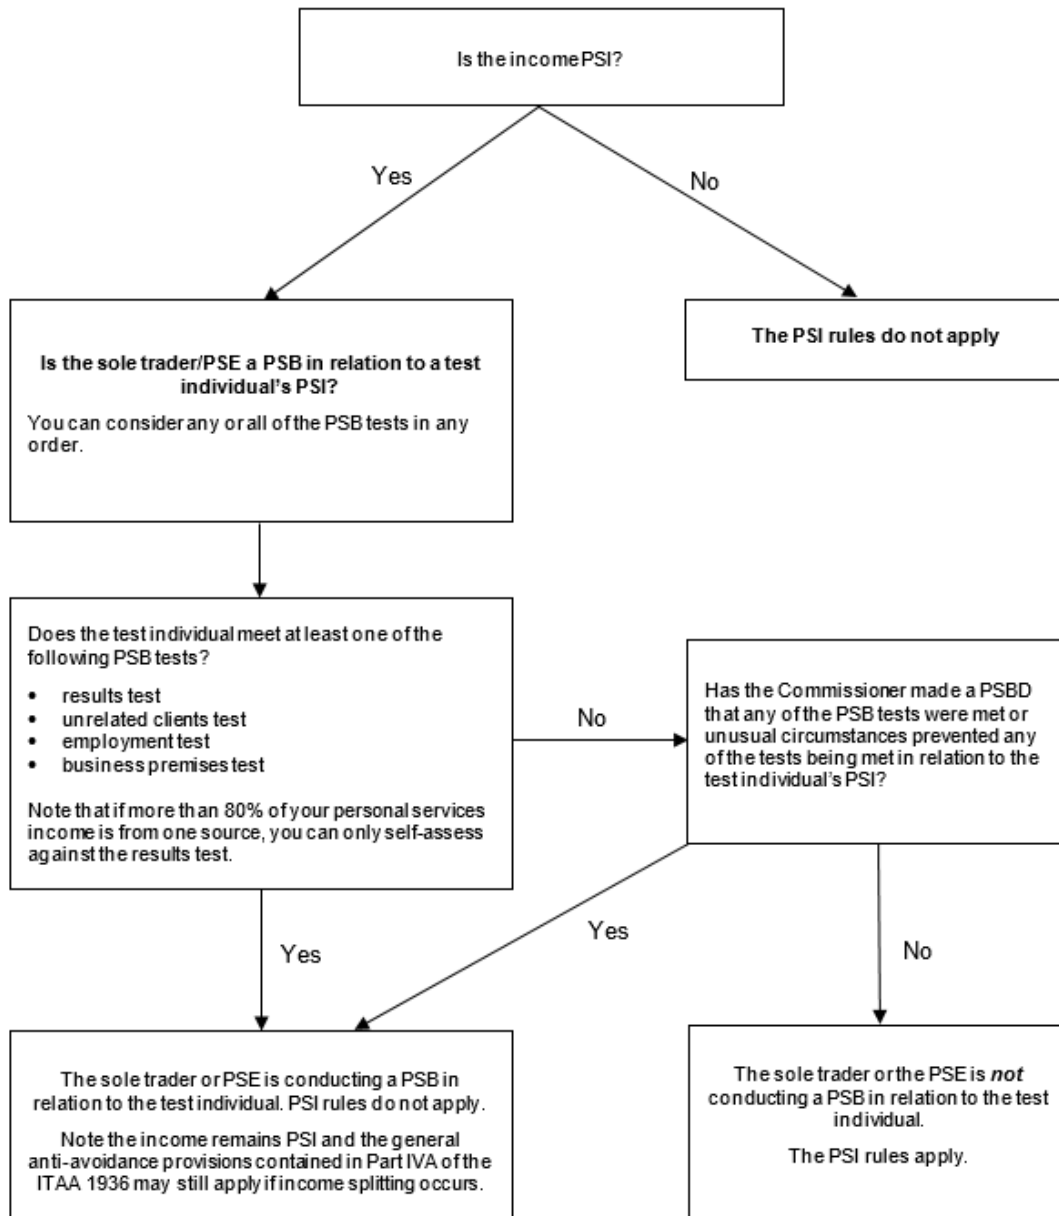 Is the income PSI?
Yes
No
Is the sole trader/PSE a PSB in relation to a test
individual's PSI?
You can consider any or all of the PSB tests in any
order.
The PSI rules do not apply
Does the test individual meet at least one of the
following PSB tests?
• results test
• unrelated clients test
• employment test
• business premises test
Note that if more than 80% of your personal services
income is from one source, you can only self-assess
against the results test.
No
Has the Commissioner made a PSBD
that any of the PSB tests were met or
unusual circumstances prevented any
of the tests being met in relation to the
test individual's PSI?
Yes
Yes
No
The sole trader or PSE is conducting a PSB in
relation to the test individual. PSI rules do not apply.
Note the income remains PSI and the general
anti-avoidance provisions contained in Part IVA of the
ITAA 1936 may still apply if income splitting occurs.
The sole trader or the PSE is not
conducting a PSB in relation to the test
individual.
The PSI rules apply.